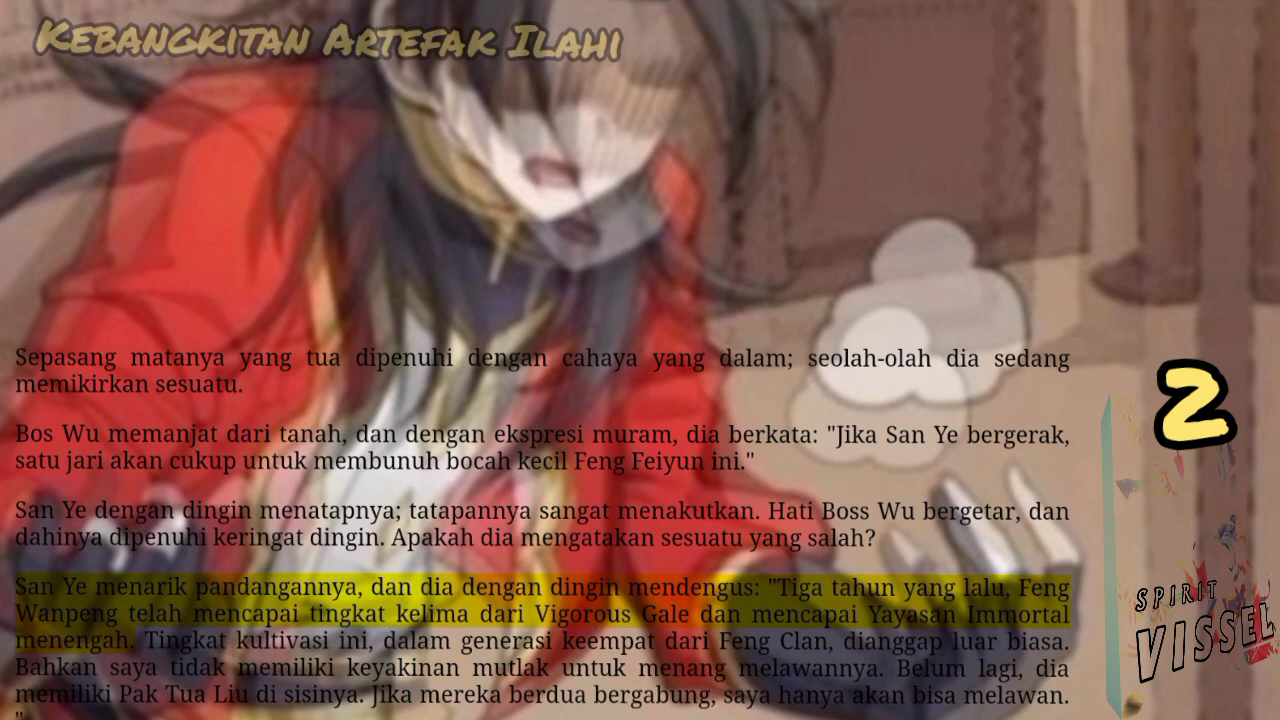 Kebangkitan Artefak Ilahi
Sepasang matanya yang tua dipenuhi dengan cahaya yang dalam; seolah-olah dia sedang
memikirkan sesuatu.
Bos Wu memanjat dari tanah, dan dengan ekspresi muram, dia berkata: "Jika San Ye bergerak,
satu jari akan cukup untuk membunuh bocah kecil Feng Feiyun ini."
San Ye dengan dingin menatapnya; tatapannya sangat menakutkan. Hati Boss Wu bergetar, dan
dahinya dipenuhi keringat dingin. Apakah dia mengatakan sesuatu yang salah?
San Ye menarik pandangannya, dan dia dengan dingin mendengus: "Tiga tahun yang lalu, Feng
Wanpeng telah mencapai tingkat kelima dari Vigorous Gale dan mencapai Yayasan Immortal
menengah. Tingkat kultivasi ini, dalam generasi keempat dari Feng Clan, dianggap luar biasa.
Bahkan saya tidak memiliki keyakinan mutlak untuk menang melawannya. Belum lagi, dia
memiliki Pak Tua Liu di sisinya. Jika mereka berdua bergabung, saya hanya akan bisa melawan.
"
2
SPIRIT
VISSEL